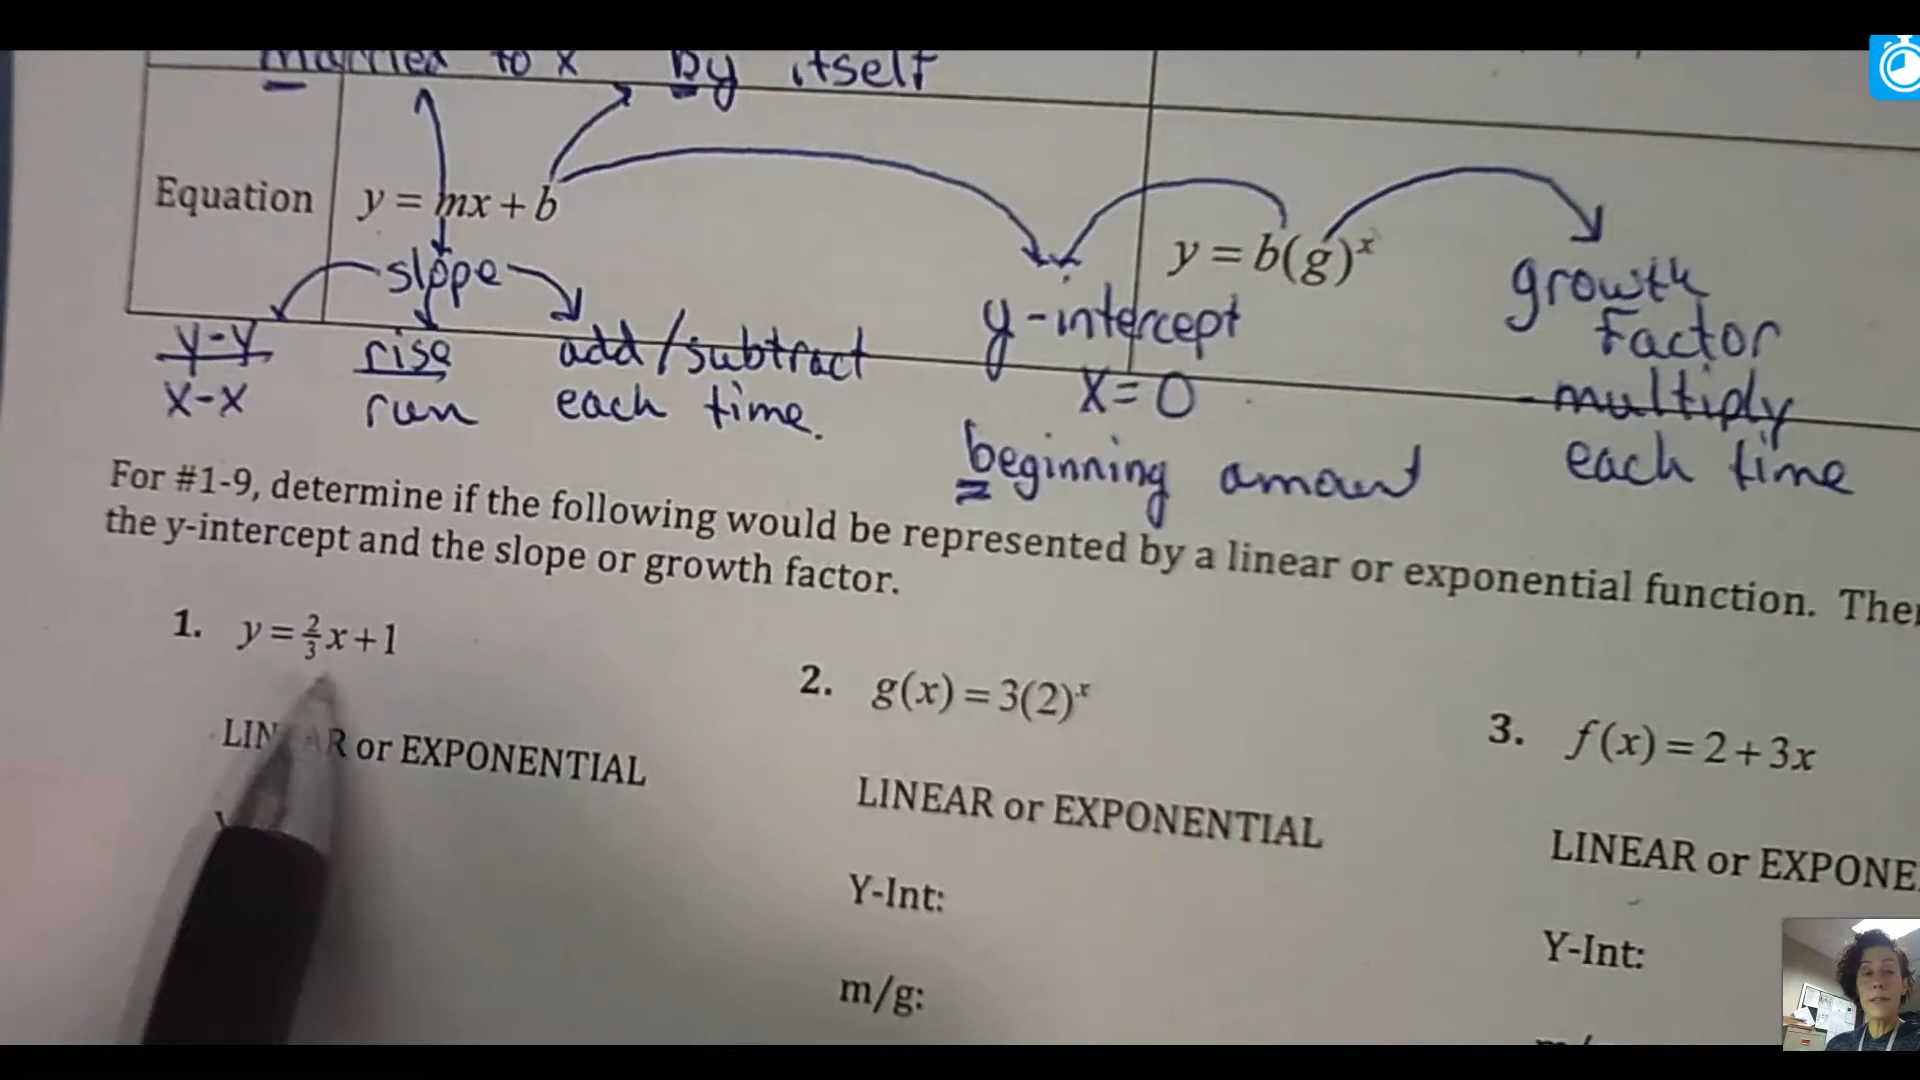 Married to x by itself
Equation
y = mx + b
y = b(g)^x
slope
y-y
x-x
rise
run
add/subtract
each time.
y-intercept
x=0
beginning amount
growth
factor
multiply
each time
For #1-9, determine if the following would be represented by a linear or exponential function. Then
the y-intercept and the slope or growth factor.
1. y = 2/3 x + 1
2. g(x) = 3(2)^x
3. f(x) = 2 + 3x
LINEAR or EXPONENTIAL
LINEAR or EXPONENTIAL
LINEAR or EXPONE
Y-Int:
Y-Int:
m/g: